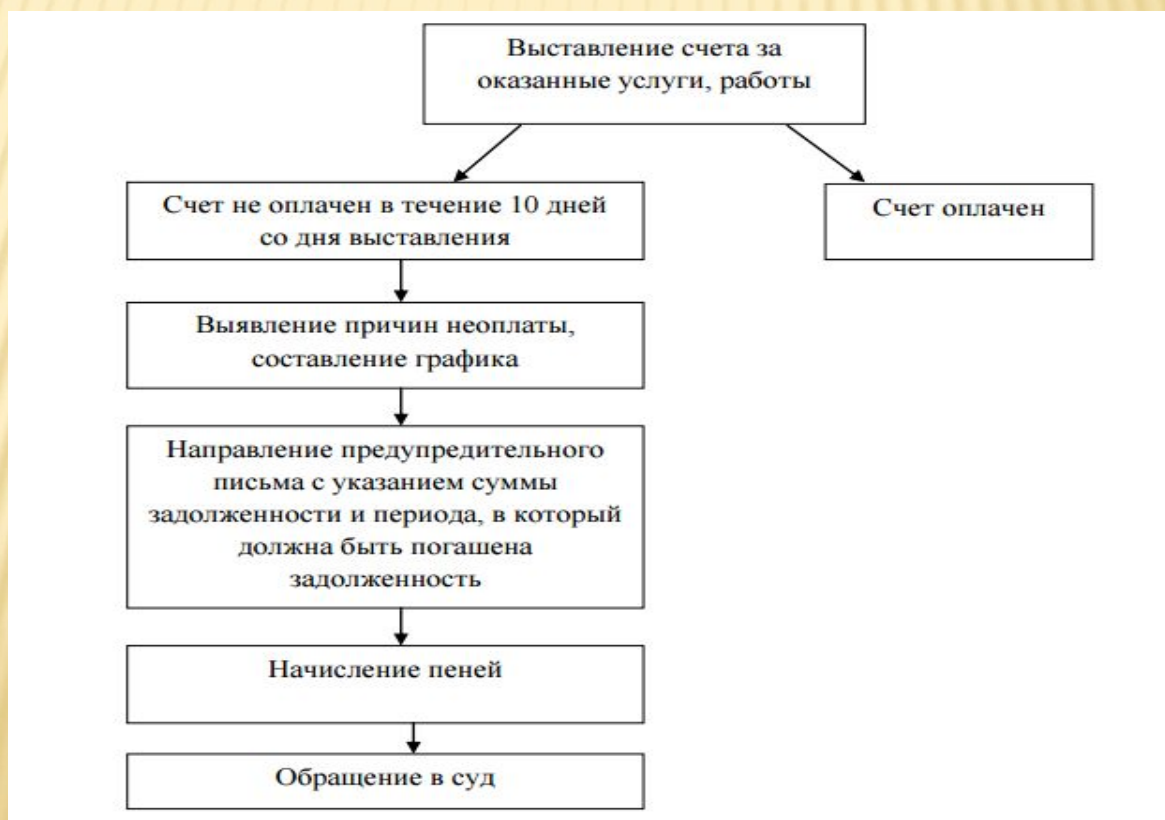 Выставление счета за
оказанные услуги, работы
Счет не оплачен в течение 10 дней
со дня выставления
Счет оплачен
Выявление причин неоплаты,
составление графика
Направление предупредительного
письма с указанием суммы
задолженности и периода, в который
должна быть погашена
задолженность
Начисление пеней
Обращение в суд